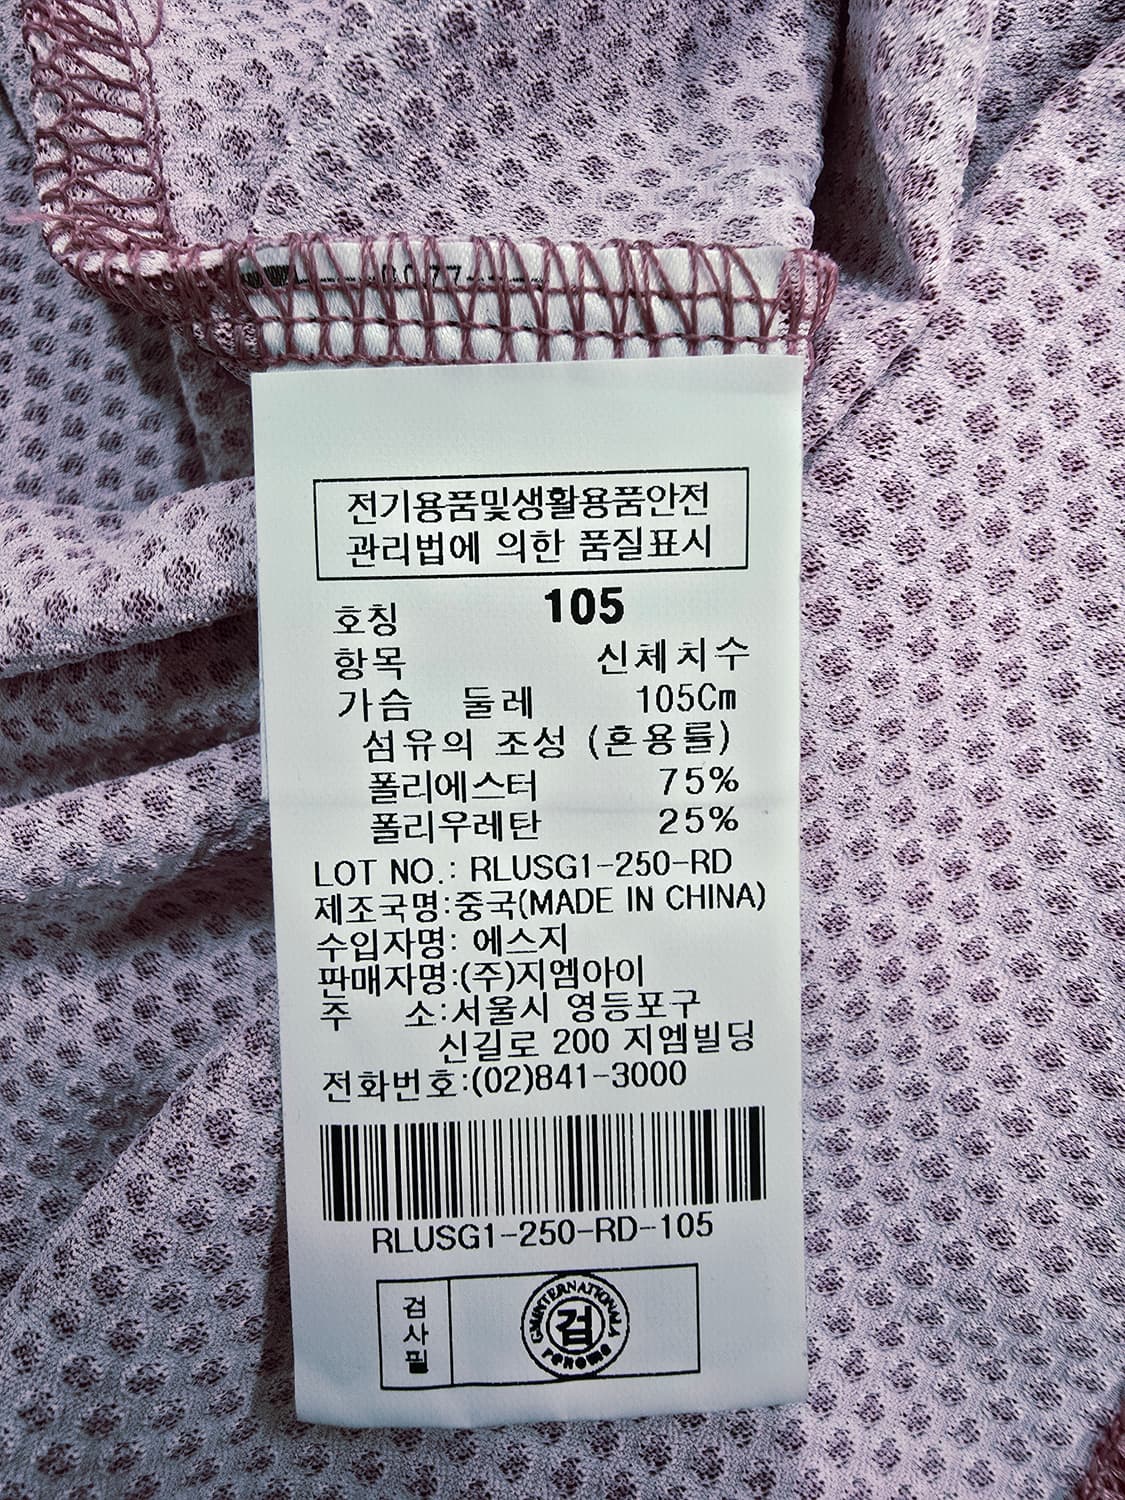 전기용품및생활용품안전
관리법에 의한 품질표시
호칭 105
항목 신체치수
가슴 둘레 105Cm
섬유의 조성 (혼용률)
폴리에스터 75%
폴리우레탄 25%
LOT NO.: RLUSG1-250-RD
제조국명:중국(MADE IN CHINA)
수입자명: 에스지
판매자명:(주)지엠아이
주 소:서울시 영등포구
신길로 200 지엠빌딩
전화번호:(02)841-3000
RLUSG1-250-RD-105
검사필
검
renoma